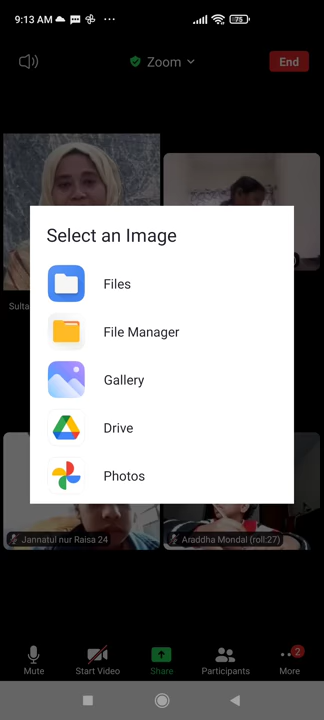 9:13 AM
75
Zoom
End
Select an Image
Files
File Manager
Gallery
Drive
Photos
Sulta
Jannatul nur Raisa 24
Araddha Mondal (roll:27)
Mute
Start Video
Share
Participants
2
More